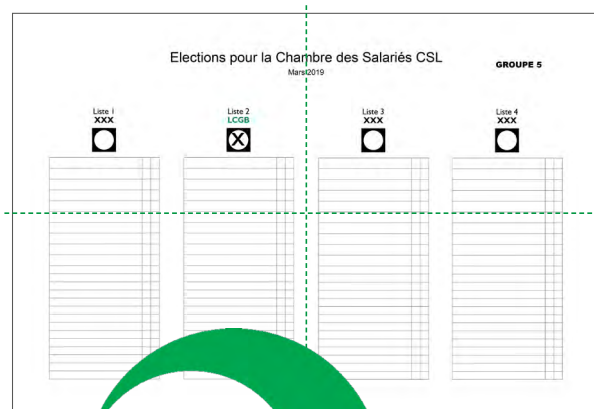 Elections pour la Chambre des Salariés CSL
Mars 2019
GROUPE 5
Liste 1
XXX
Liste 2
LCGB
X
Liste 3
XXX
Liste 4
XXX